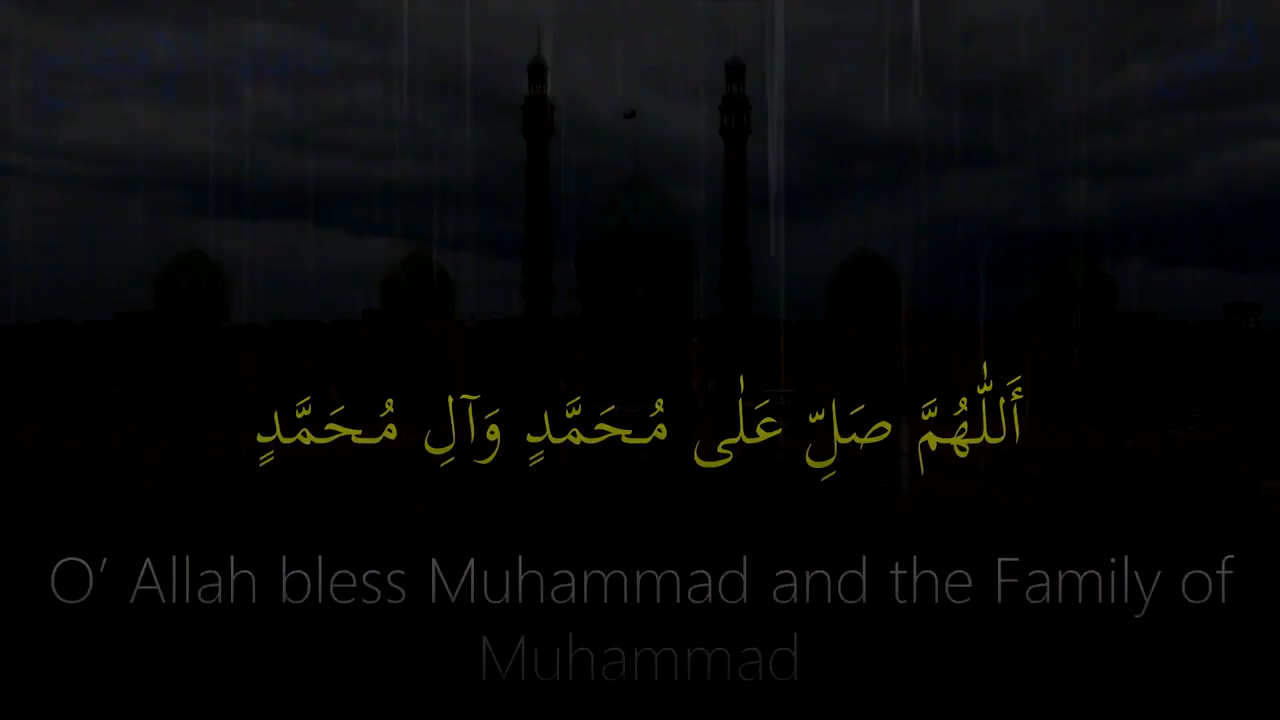 أَللّٰهُمَّ صَلِّ عَلٰى مُحَمَّدٍ وَآلِ مُحَمَّدٍ
O’ Allah bless Muhammad and the Family of
Muhammad